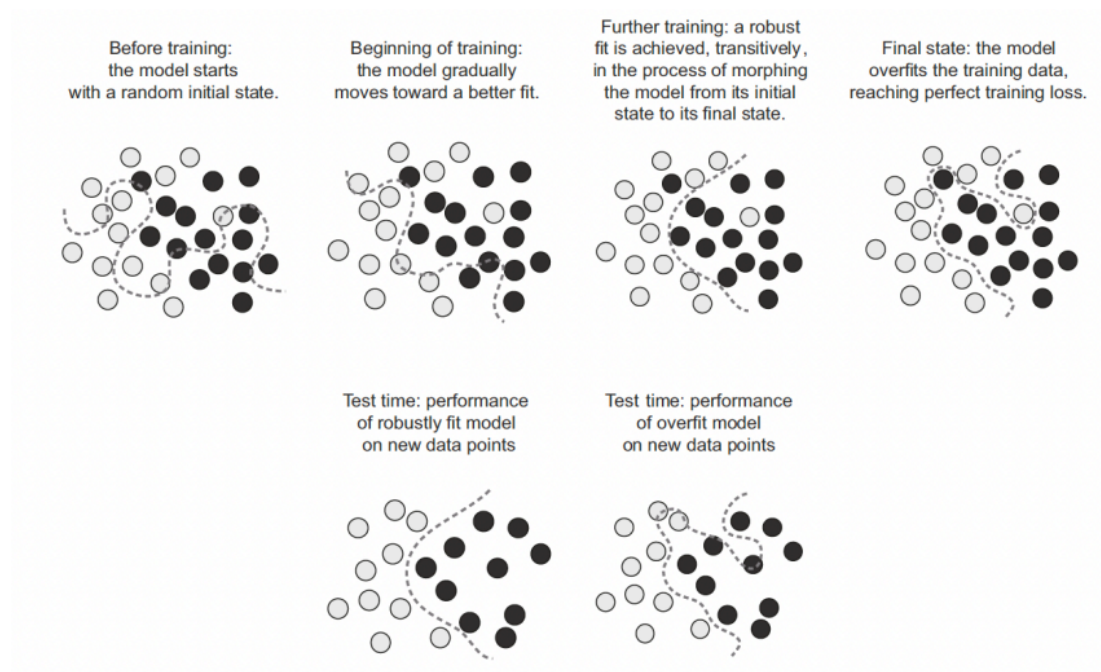 Before training:
the model starts
with a random initial state.
Beginning of training:
the model gradually
moves toward a better fit.
Further training: a robust
fit is achieved, transitively,
in the process of morphing
the model from its initial
state to its final state.
Final state: the model
overfits the training data,
reaching perfect training loss.
Test time: performance
of robustly fit model
on new data points
Test time: performance
of overfit model
on new data points